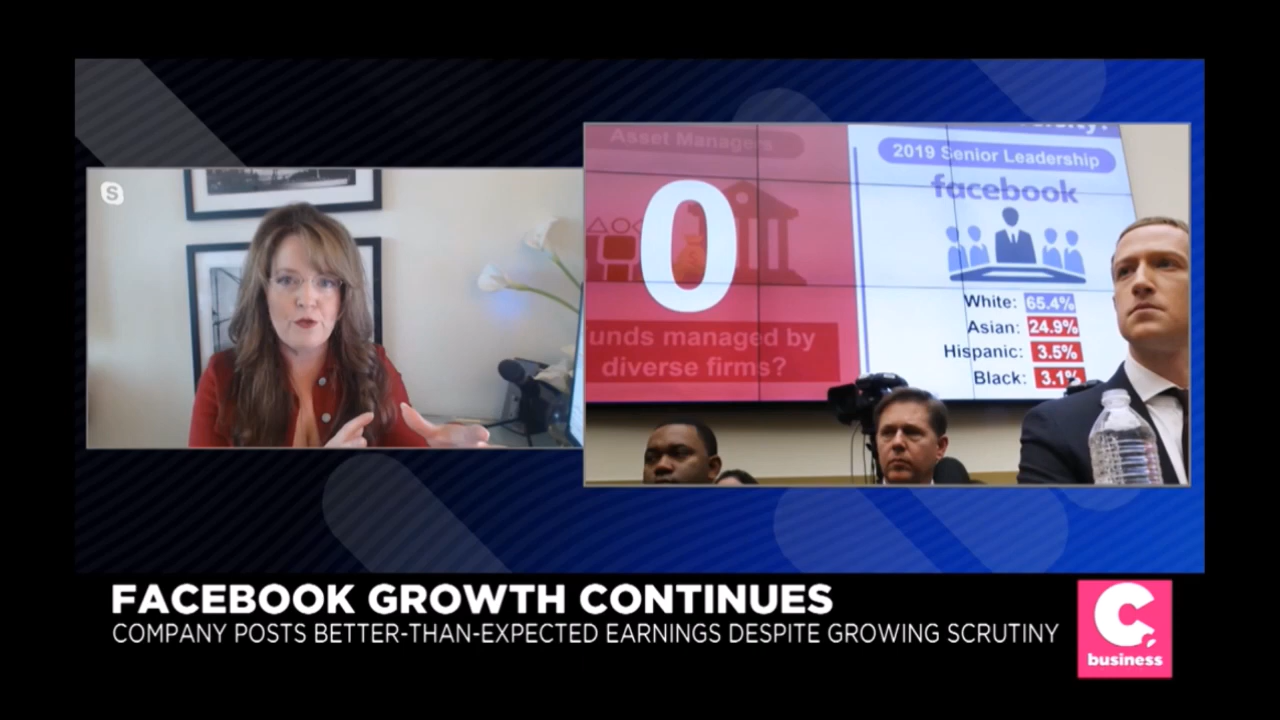 S
Asset Managers
0
unds managed by
diverse firms?
2019 Senior Leadership
facebook
White: 65.4%
Asian: 24.9%
Hispanic: 3.5%
Black: 3.1%
FACEBOOK GROWTH CONTINUES
COMPANY POSTS BETTER-THAN-EXPECTED EARNINGS DESPITE GROWING SCRUTINY
C
business